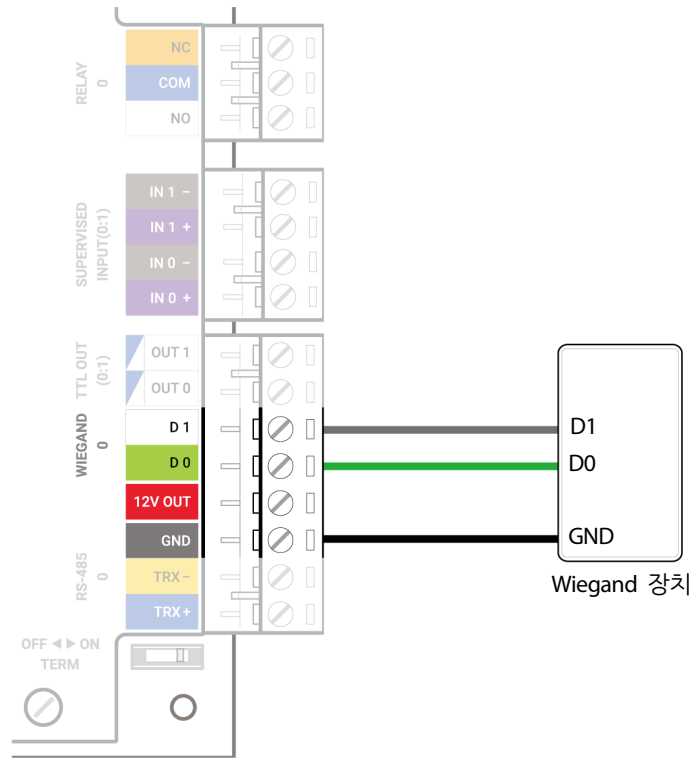 RELAY
0
NC
COM
NO
SUPERVISED
INPUT(0:1)
IN 1 −
IN 1 +
IN 0 −
IN 0 +
TTL OUT
(0:1)
OUT 1
OUT 0
WIEGAND
0
D 1
D 0
12V OUT
GND
RS-485
0
TRX −
TRX +
OFF ◀ ▶ ON
TERM
D1
D0
GND
Wiegand 장치